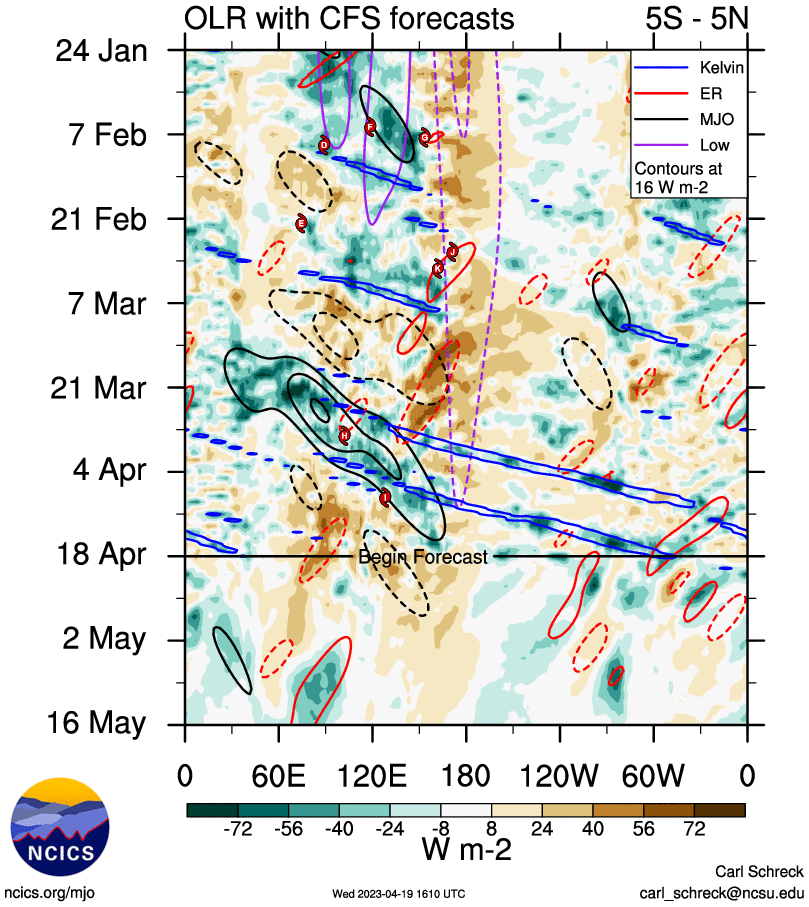 OLR with CFS forecasts 5S - 5N
24 Jan
7 Feb
21 Feb
7 Mar
21 Mar
4 Apr
18 Apr
2 May
16 May
Kelvin
ER
MJO
Low
Contours at
16 W m-2
D
F
G
E
J
K
H
I
Begin Forecast
0 60E 120E 180 120W 60W 0
-72 -56 -40 -24 -8 8 24 40 56 72
W m-2
NCICS
ncics.org/mjo
Wed 2023-04-19 1610 UTC
Carl Schreck
carl_schreck@ncsu.edu